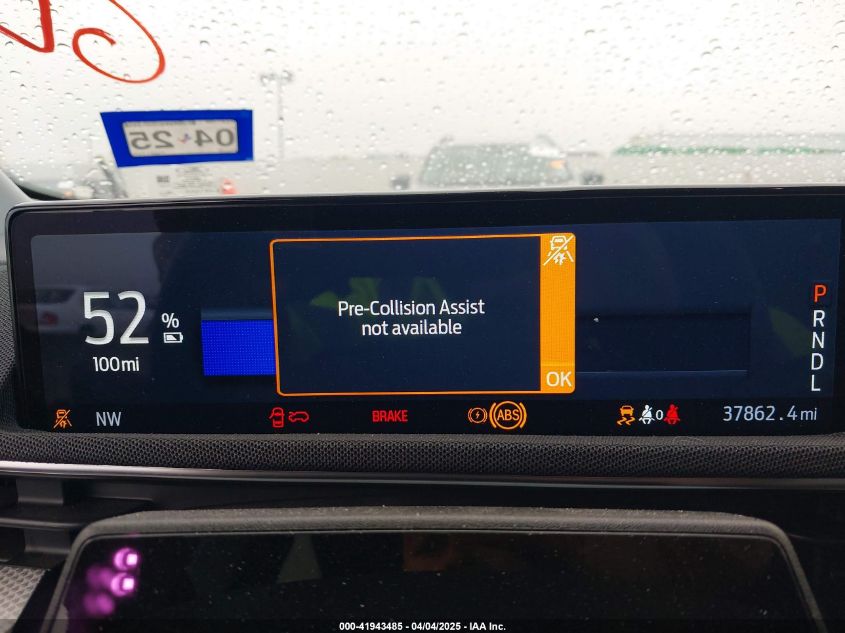 04 25
52 %
100mi
Pre-Collision Assist
not available
OK
P
R
N
D
L
NW
BRAKE
ABS
0
37862.4 mi
000-41943485 - 04/04/2025 - IAA Inc.